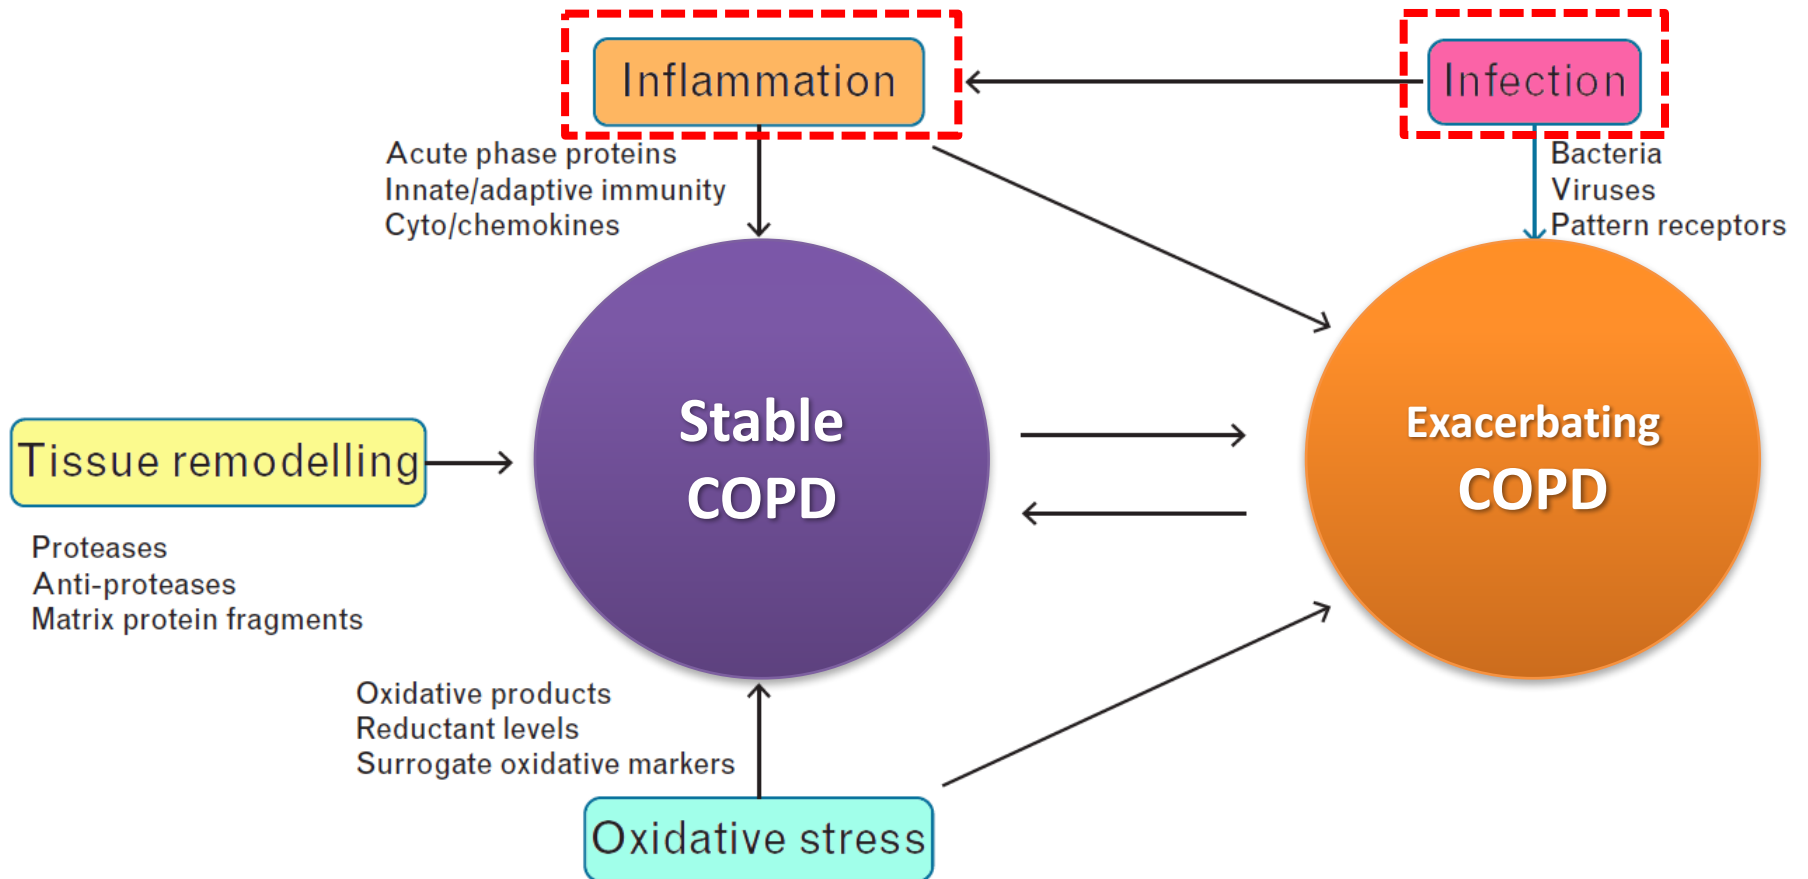 Inflammation
Infection
Acute phase proteins
Innate/adaptive immunity
Cyto/chemokines
Bacteria
Viruses
Pattern receptors
Stable
COPD
Exacerbating
COPD
Tissue remodelling
Proteases
Anti-proteases
Matrix protein fragments
Oxidative products
Reductant levels
Surrogate oxidative markers
Oxidative stress